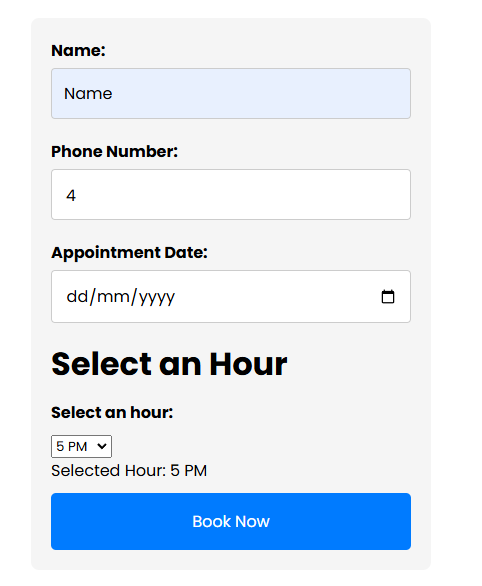 Name:
Name
Phone Number:
4
Appointment Date:
dd/mm/yyyy
Select an Hour
Select an hour:
5 PM
Selected Hour: 5 PM
Book Now